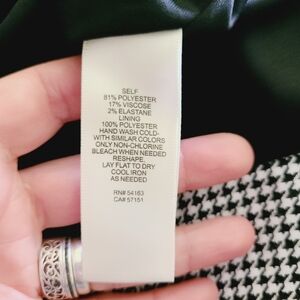 SELF
81% POLYESTER
17% VISCOSE
2% ELASTANE
LINING
100% POLYESTER
HAND WASH COLD-
WITH SIMILAR COLORS
ONLY NON-CHLORINE
BLEACH WHEN NEEDED
RESHAPE,
LAY FLAT TO DRY
COOL IRON
AS NEEDED
RN# 54163
CA# 57151